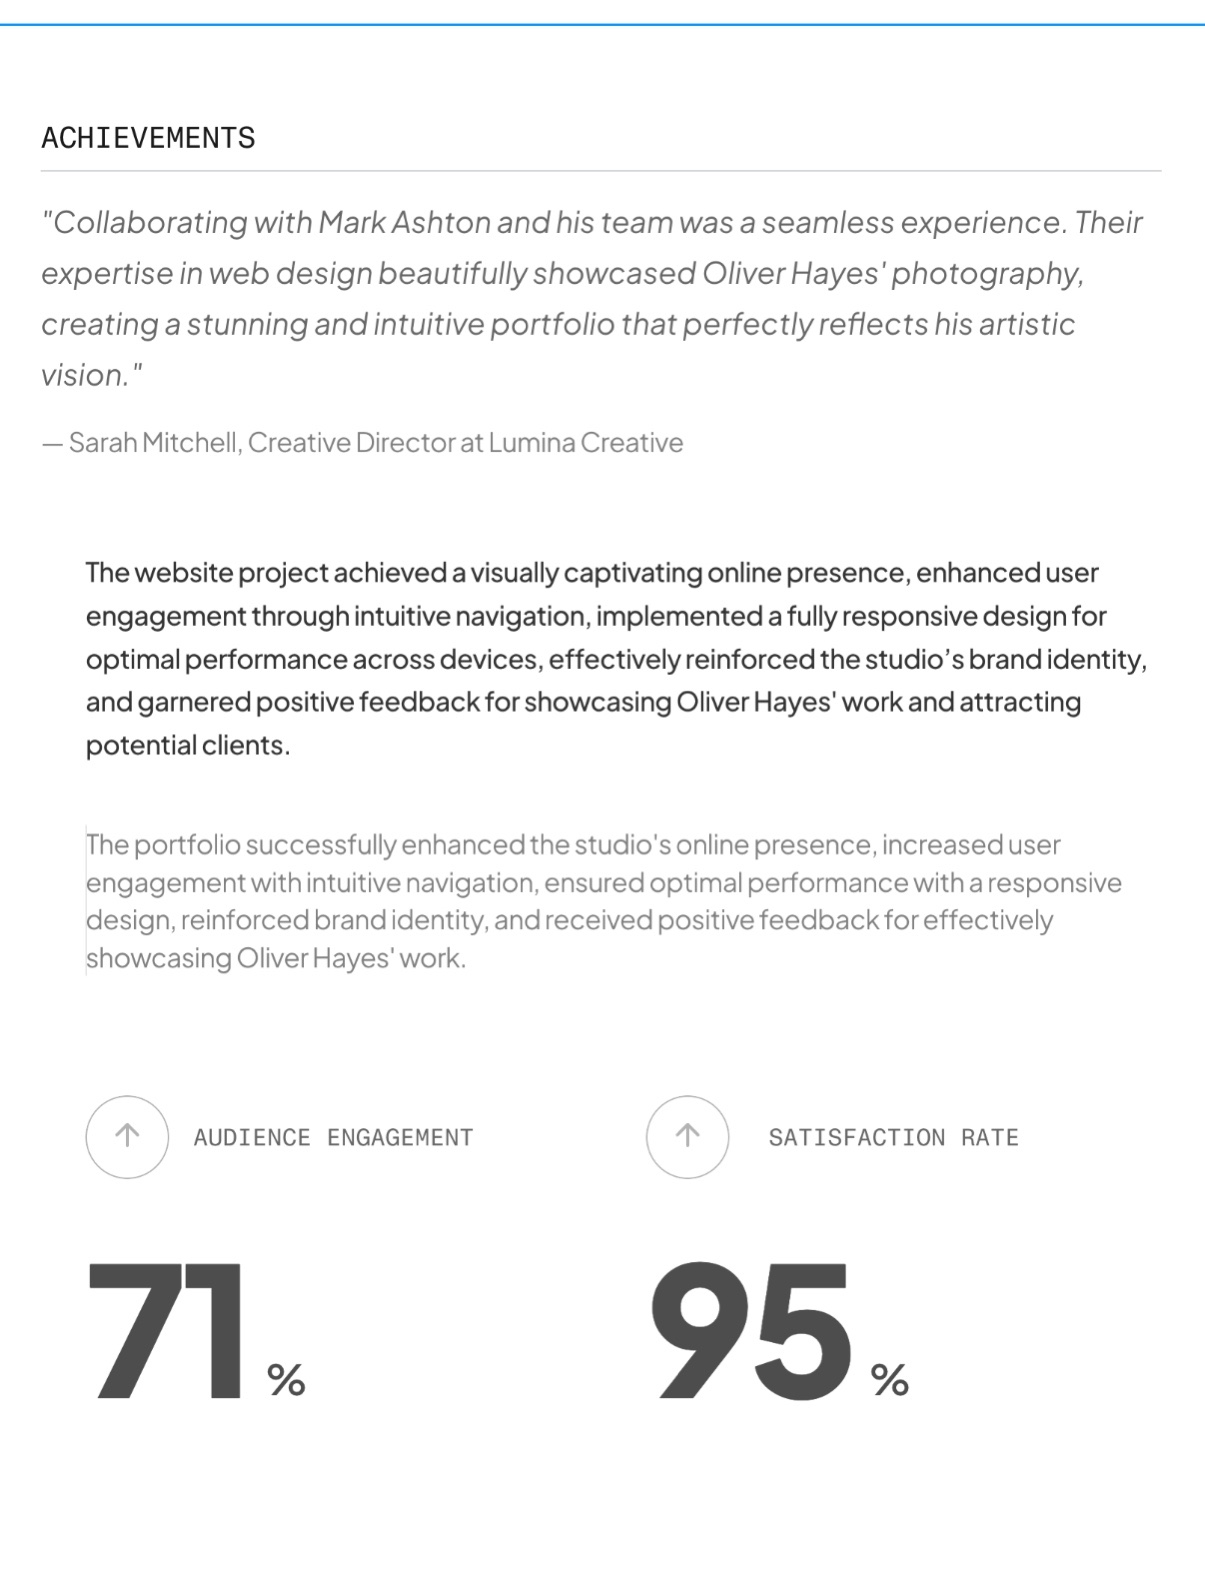 ACHIEVEMENTS
"Collaborating with Mark Ashton and his team was a seamless experience. Their
expertise in web design beautifully showcased Oliver Hayes' photography,
creating a stunning and intuitive portfolio that perfectly reflects his artistic
vision."
— Sarah Mitchell, Creative Director at Lumina Creative
The website project achieved a visually captivating online presence, enhanced user
engagement through intuitive navigation, implemented a fully responsive design for
optimal performance across devices, effectively reinforced the studio’s brand identity,
and garnered positive feedback for showcasing Oliver Hayes' work and attracting
potential clients.
The portfolio successfully enhanced the studio's online presence, increased user
engagement with intuitive navigation, ensured optimal performance with a responsive
design, reinforced brand identity, and received positive feedback for effectively
showcasing Oliver Hayes' work.
AUDIENCE ENGAGEMENT
71 %
SATISFACTION RATE
95 %